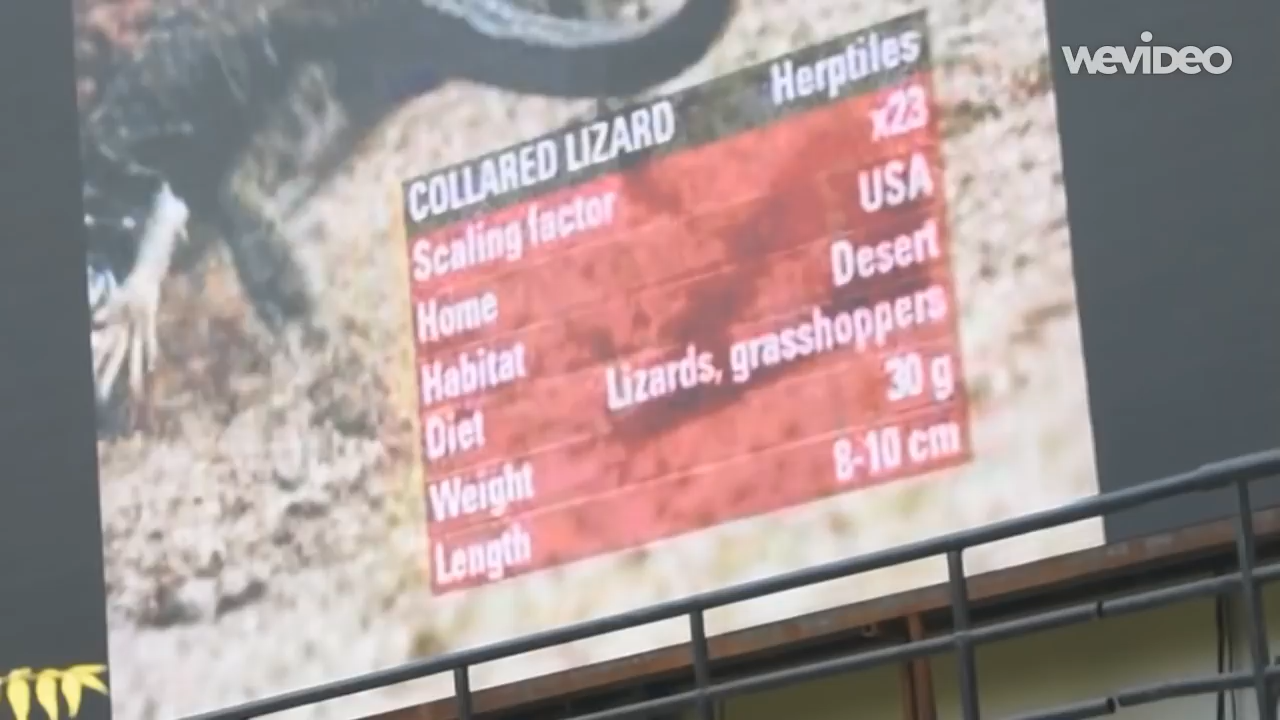 wevideo
COLLARED LIZARD Herptiles
Scaling factor x23
Home USA
Habitat Desert
Diet Lizards, grasshoppers
Weight 30 g
Length 8-10 cm